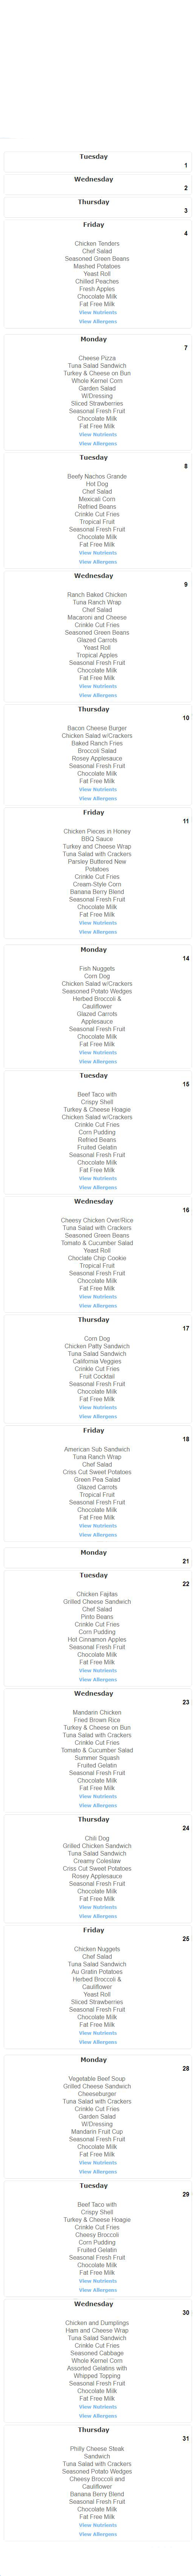 Tuesday
1
Wednesday
2
Thursday
3
Friday
4
Chicken Tenders
Chef Salad
Seasoned Green Beans
Mashed Potatoes
Yeast Roll
Chilled Peaches
Fresh Apples
Chocolate Milk
Fat Free Milk
View Nutrients
View Allergens
Monday
7
Cheese Pizza
Tuna Salad Sandwich
Turkey & Cheese on Bun
Whole Kernel Corn
Garden Salad
W/Dressing
Sliced Strawberries
Seasonal Fresh Fruit
Chocolate Milk
Fat Free Milk
View Nutrients
View Allergens
Tuesday
8
Beefy Nachos Grande
Hot Dog
Chef Salad
Mexicali Corn
Refried Beans
Crinkle Cut Fries
Tropical Fruit
Seasonal Fresh Fruit
Chocolate Milk
Fat Free Milk
View Nutrients
View Allergens
Wednesday
9
Ranch Baked Chicken
Tuna Ranch Wrap
Chef Salad
Macaroni and Cheese
Crinkle Cut Fries
Seasoned Green Beans
Glazed Carrots
Yeast Roll
Tropical Apples
Seasonal Fresh Fruit
Chocolate Milk
Fat Free Milk
View Nutrients
View Allergens
Thursday
10
Bacon Cheese Burger
Chicken Salad w/Crackers
Baked Ranch Fries
Broccoli Salad
Rosey Applesauce
Seasonal Fresh Fruit
Chocolate Milk
Fat Free Milk
View Nutrients
View Allergens
Friday
11
Chicken Pieces in Honey
BBQ Sauce
Turkey and Cheese Wrap
Tuna Salad with Crackers
Parsley Buttered New
Potatoes
Crinkle Cut Fries
Cream-Style Corn
Banana Berry Blend
Seasonal Fresh Fruit
Chocolate Milk
Fat Free Milk
View Nutrients
View Allergens
Monday
14
Fish Nuggets
Corn Dog
Chicken Salad w/Crackers
Seasoned Potato Wedges
Herbed Broccoli &
Cauliflower
Glazed Carrots
Applesauce
Seasonal Fresh Fruit
Chocolate Milk
Fat Free Milk
View Nutrients
View Allergens
Tuesday
15
Beef Taco with
Crispy Shell
Turkey & Cheese Hoagie
Chicken Salad w/Crackers
Crinkle Cut Fries
Corn Pudding
Refried Beans
Fruited Gelatin
Seasonal Fresh Fruit
Chocolate Milk
Fat Free Milk
View Nutrients
View Allergens
Wednesday
16
Cheesy Chicken Over/Rice
Tuna Salad with Crackers
Seasoned Green Beans
Tomato & Cucumber Salad
Yeast Roll
Choclate Chip Cookie
Tropical Fruit
Seasonal Fresh Fruit
Chocolate Milk
Fat Free Milk
View Nutrients
View Allergens
Thursday
17
Corn Dog
Chicken Patty Sandwich
Tuna Salad Sandwich
California Veggies
Crinkle Cut Fries
Fruit Cocktail
Seasonal Fresh Fruit
Chocolate Milk
Fat Free Milk
View Nutrients
View Allergens
Friday
18
American Sub Sandwich
Tuna Ranch Wrap
Chef Salad
Criss Cut Sweet Potatoes
Green Pea Salad
Glazed Carrots
Tropical Fruit
Seasonal Fresh Fruit
Chocolate Milk
Fat Free Milk
View Nutrients
View Allergens
Monday
21
Tuesday
22
Chicken Fajitas
Grilled Cheese Sandwich
Chef Salad
Pinto Beans
Crinkle Cut Fries
Corn Pudding
Hot Cinnamon Apples
Seasonal Fresh Fruit
Chocolate Milk
Fat Free Milk
View Nutrients
View Allergens
Wednesday
23
Mandarin Chicken
Fried Brown Rice
Turkey & Cheese on Bun
Tuna Salad with Crackers
Crinkle Cut Fries
Tomato & Cucumber Salad
Summer Squash
Fruited Gelatin
Seasonal Fresh Fruit
Chocolate Milk
Fat Free Milk
View Nutrients
View Allergens
Thursday
24
Chili Dog
Grilled Chicken Sandwich
Tuna Salad Sandwich
Creamy Coleslaw
Criss Cut Sweet Potatoes
Rosey Applesauce
Seasonal Fresh Fruit
Chocolate Milk
Fat Free Milk
View Nutrients
View Allergens
Friday
25
Chicken Nuggets
Chef Salad
Tuna Salad Sandwich
Au Gratin Potatoes
Herbed Broccoli &
Cauliflower
Yeast Roll
Sliced Strawberries
Seasonal Fresh Fruit
Chocolate Milk
Fat Free Milk
View Nutrients
View Allergens
Monday
28
Vegetable Beef Soup
Grilled Cheese Sandwich
Cheeseburger
Tuna Salad with Crackers
Crinkle Cut Fries
Garden Salad
W/Dressing
Mandarin Fruit Cup
Seasonal Fresh Fruit
Chocolate Milk
Fat Free Milk
View Nutrients
View Allergens
Tuesday
29
Beef Taco with
Crispy Shell
Turkey & Cheese Hoagie
Crinkle Cut Fries
Cheesy Broccoli
Corn Pudding
Fruited Gelatin
Seasonal Fresh Fruit
Chocolate Milk
Fat Free Milk
View Nutrients
View Allergens
Wednesday
30
Chicken and Dumplings
Ham and Cheese Wrap
Tuna Salad Sandwich
Crinkle Cut Fries
Seasoned Cabbage
Whole Kernel Corn
Assorted Gelatins with
Whipped Topping
Seasonal Fresh Fruit
Chocolate Milk
Fat Free Milk
View Nutrients
View Allergens
Thursday
31
Philly Cheese Steak
Sandwich
Tuna Salad with Crackers
Seasoned Potato Wedges
Cheesy Broccoli and
Cauliflower
Banana Berry Blend
Seasonal Fresh Fruit
Chocolate Milk
Fat Free Milk
View Nutrients
View Allergens